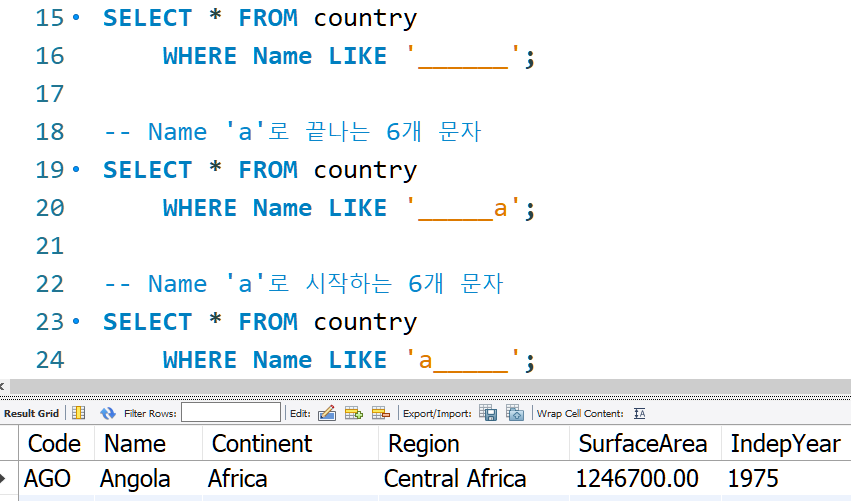 15 SELECT * FROM country
16 WHERE Name LIKE '______';
17
18 -- Name 'a'로 끝나는 6개 문자
19 SELECT * FROM country
20 WHERE Name LIKE '_____a';
21
22 -- Name 'a'로 시작하는 6개 문자
23 SELECT * FROM country
24 WHERE Name LIKE 'a_____';
Result Grid Filter Rows: Edit: Export/Import: Wrap Cell Content: IA
Code Name Continent Region SurfaceArea IndepYear
AGO Angola Africa Central Africa 1246700.00 1975